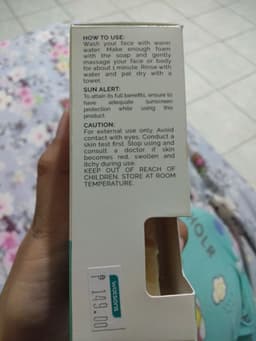 HOW TO USE:
Wash your face with warm
water. Make enough foam
with the soap and gently
massage your face or body
for about 1 minute. Rinse with
water and pat dry with a
towel.
SUN ALERT:
To attain its full benefits, ensure to
have adequate sunscreen
protection while using this
product.
CAUTION:
For external use only. Avoid
contact with eyes. Conduct a
skin test first. Stop using and
consult a doctor if skin
becomes red, swollen and
itchy during use.
KEEP OUT OF REACH OF
CHILDREN. STORE AT ROOM
TEMPERATURE.
watsons
₱ 149.00